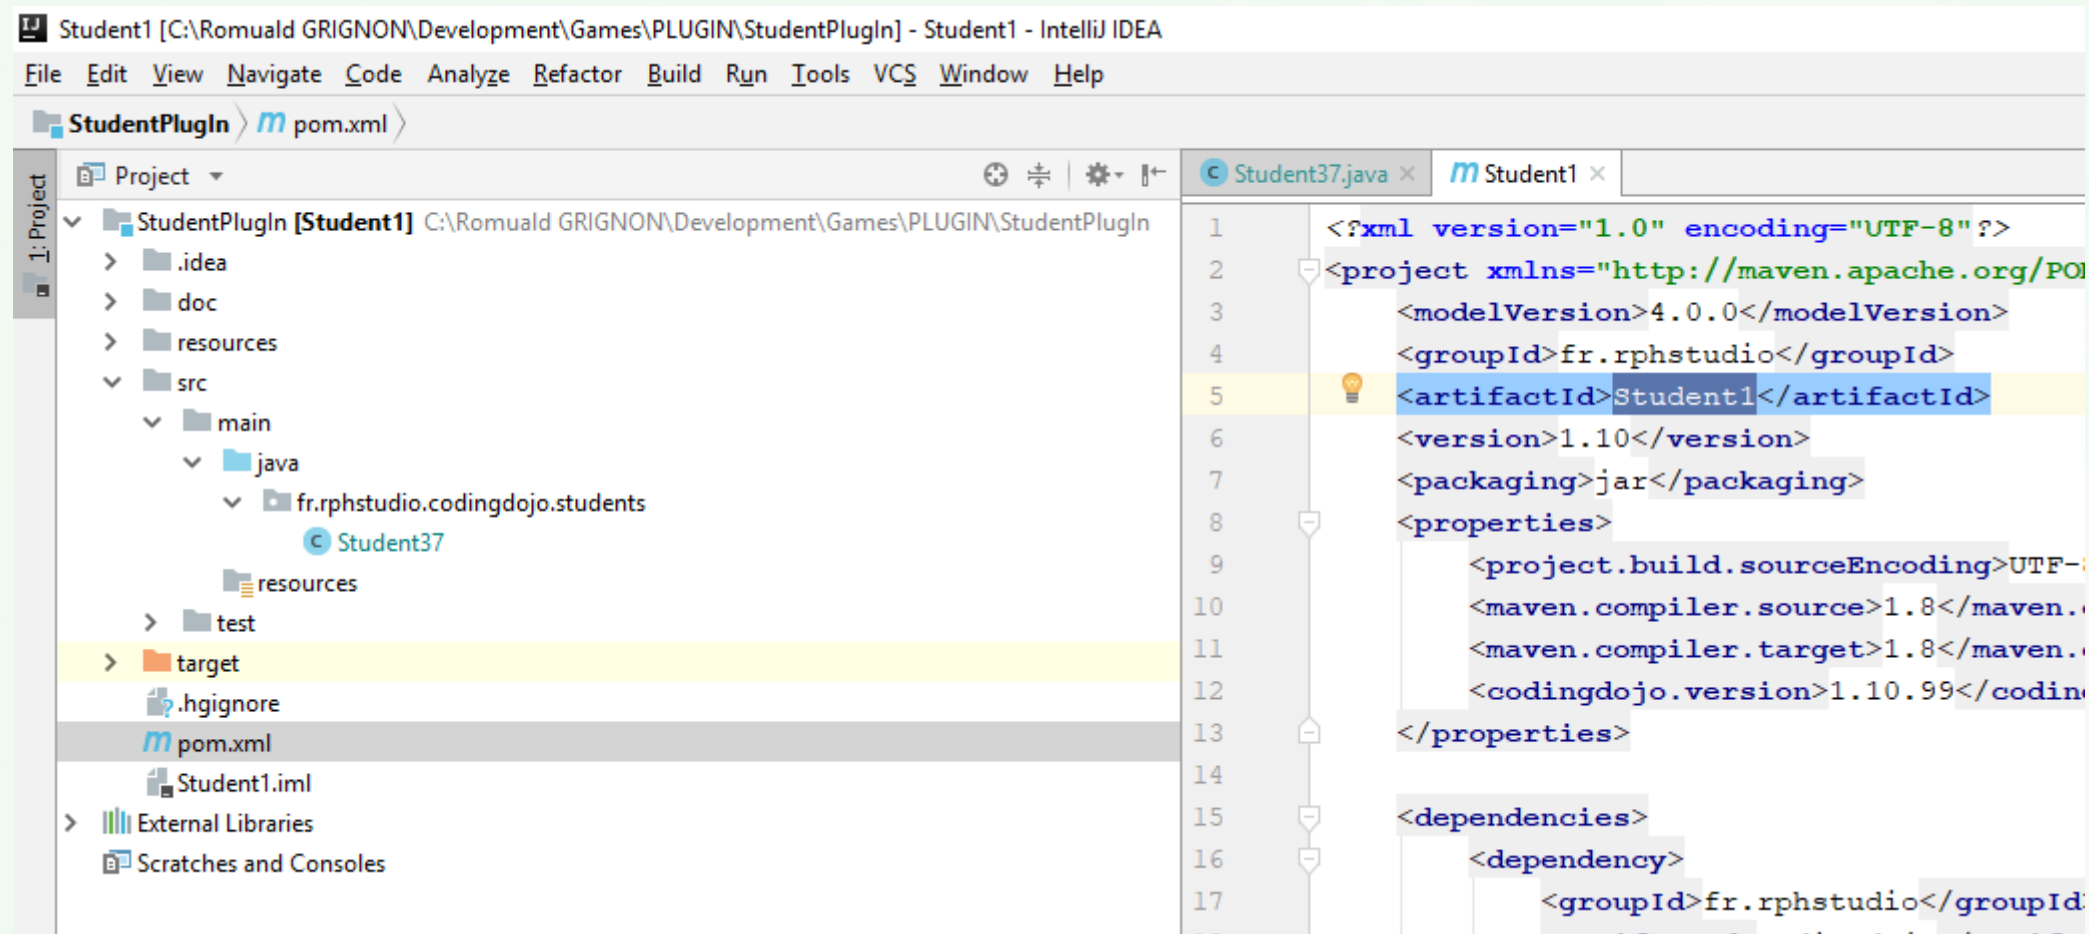 Student1 [C:\Romuald GRIGNON\Development\Games\PLUGIN\StudentPlugIn] - Student1 - IntelliJ IDEA
File Edit View Navigate Code Analyze Refactor Build Run Tools VCS Window Help
StudentPlugIn m pom.xml
1: Project
Project
StudentPlugIn [Student1] C:\Romuald GRIGNON\Development\Games\PLUGIN\StudentPlugIn
.idea
doc
resources
src
main
java
fr.rphstudio.codingdojo.students
C Student37
resources
test
target
.hgignore
m pom.xml
Student1.iml
External Libraries
Scratches and Consoles
C Student37.java m Student1
1 <?xml version="1.0" encoding="UTF-8"?>
2 <project xmlns="http://maven.apache.org/PO
3 <modelVersion>4.0.0</modelVersion>
4 <groupId>fr.rphstudio</groupId>
5 <artifactId>Student1</artifactId>
6 <version>1.10</version>
7 <packaging>jar</packaging>
8 <properties>
9 <project.build.sourceEncoding>UTF-
10 <maven.compiler.source>1.8</maven.
11 <maven.compiler.target>1.8</maven.
12 <codingdojo.version>1.10.99</codin
13 </properties>
14
15 <dependencies>
16 <dependency>
17 <groupId>fr.rphstudio</groupId